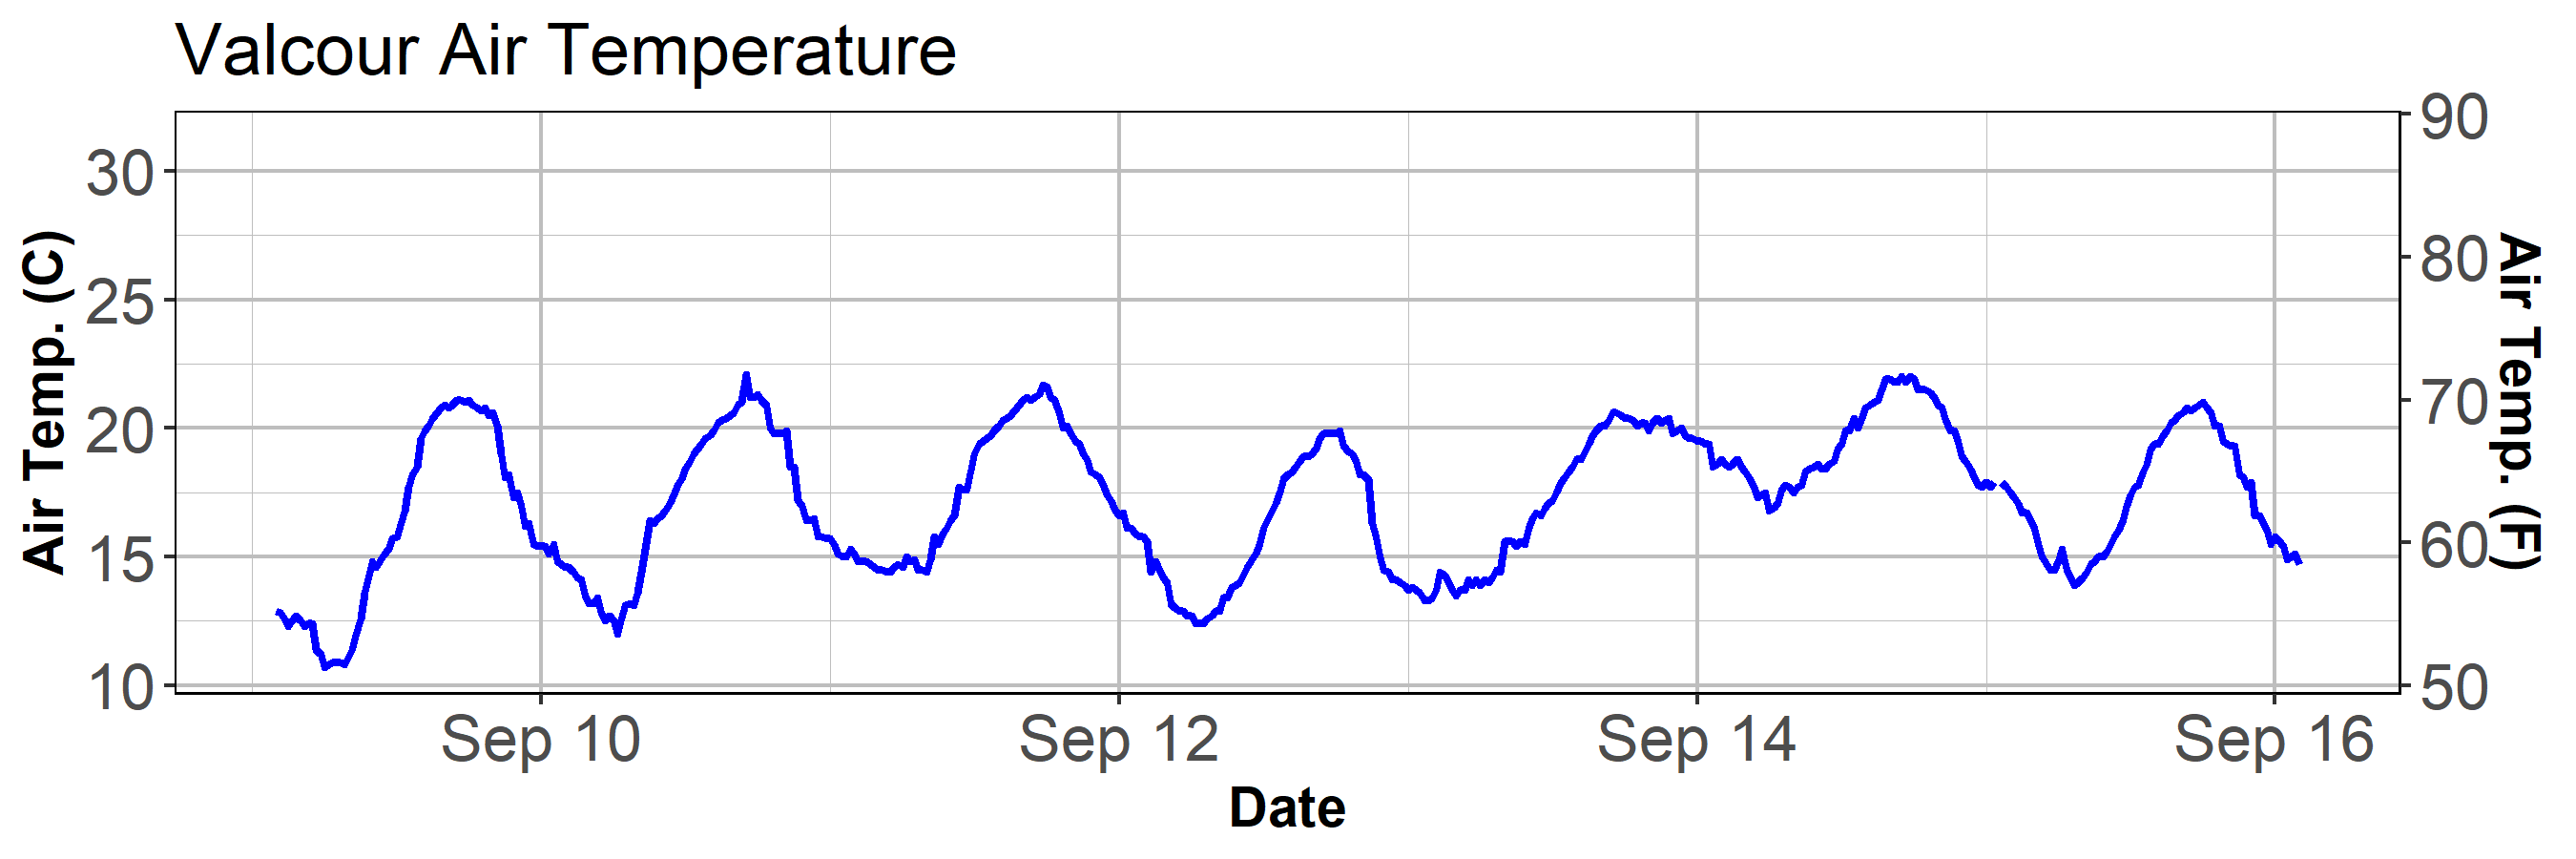 Valcour Air Temperature
Air Temp. (C)
30
25
20
15
10
90
80
70
60
50
Air Temp. (F)
Sep 10
Sep 12
Sep 14
Sep 16
Date